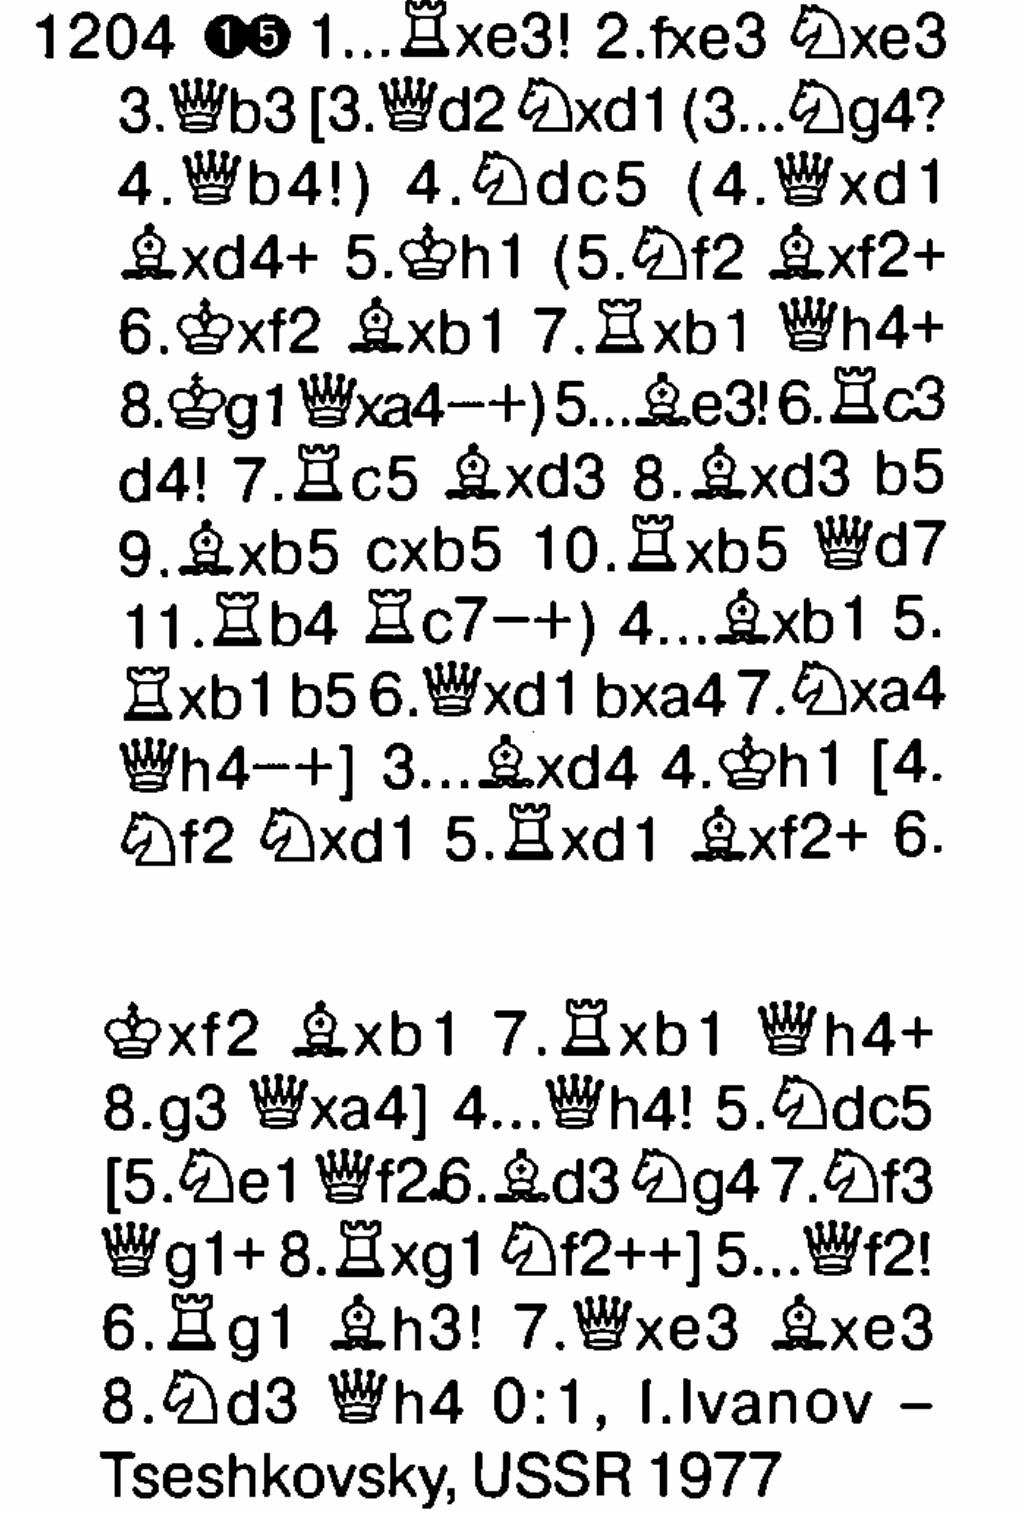 1204 ❶❺ 1...♖xe3! 2.fxe3 ♘xe3
3.♕b3 [3.♕d2 ♘xd1 (3...♘g4?
4.♕b4!) 4.♘dc5 (4.♕xd1
♗xd4+ 5.♔h1 (5.♘f2 ♗xf2+
6.♔xf2 ♗xb1 7.♖xb1 ♕h4+
8.♔g1 ♕xa4−+) 5...♗e3! 6.♖c3
d4! 7.♖c5 ♗xd3 8.♗xd3 b5
9.♗xb5 cxb5 10.♖xb5 ♕d7
11.♖b4 ♖c7−+) 4...♗xb1 5.
♖xb1 b5 6.♕xd1 bxa4 7.♘xa4
♕h4−+] 3...♗xd4 4.♔h1 [4.
♘f2 ♘xd1 5.♖xd1 ♗xf2+ 6.
♔xf2 ♗xb1 7.♖xb1 ♕h4+
8.g3 ♕xa4] 4...♕h4! 5.♘dc5
[5.♘e1 ♕f2.6.♗d3 ♘g4 7.♘f3
♕g1+ 8.♖xg1 ♘f2++] 5...♕f2!
6.♖g1 ♗h3! 7.♕xe3 ♗xe3
8.♘d3 ♕h4 0:1, I.Ivanov –
Tseshkovsky, USSR 1977